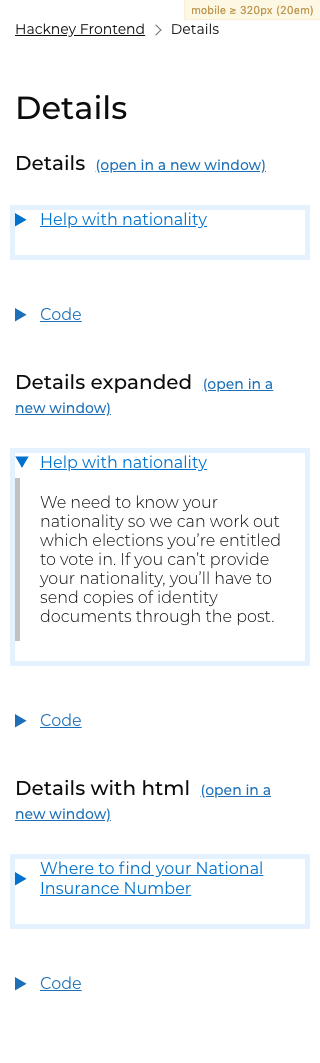 mobile ≥ 320px (20em)
Hackney Frontend Details
Details
Details (open in a new window)
Help with nationality
Code
Details expanded (open in a
new window)
Help with nationality
We need to know your
nationality so we can work out
which elections you’re entitled
to vote in. If you can’t provide
your nationality, you’ll have to
send copies of identity
documents through the post.
Code
Details with html (open in a
new window)
Where to find your National
Insurance Number
Code